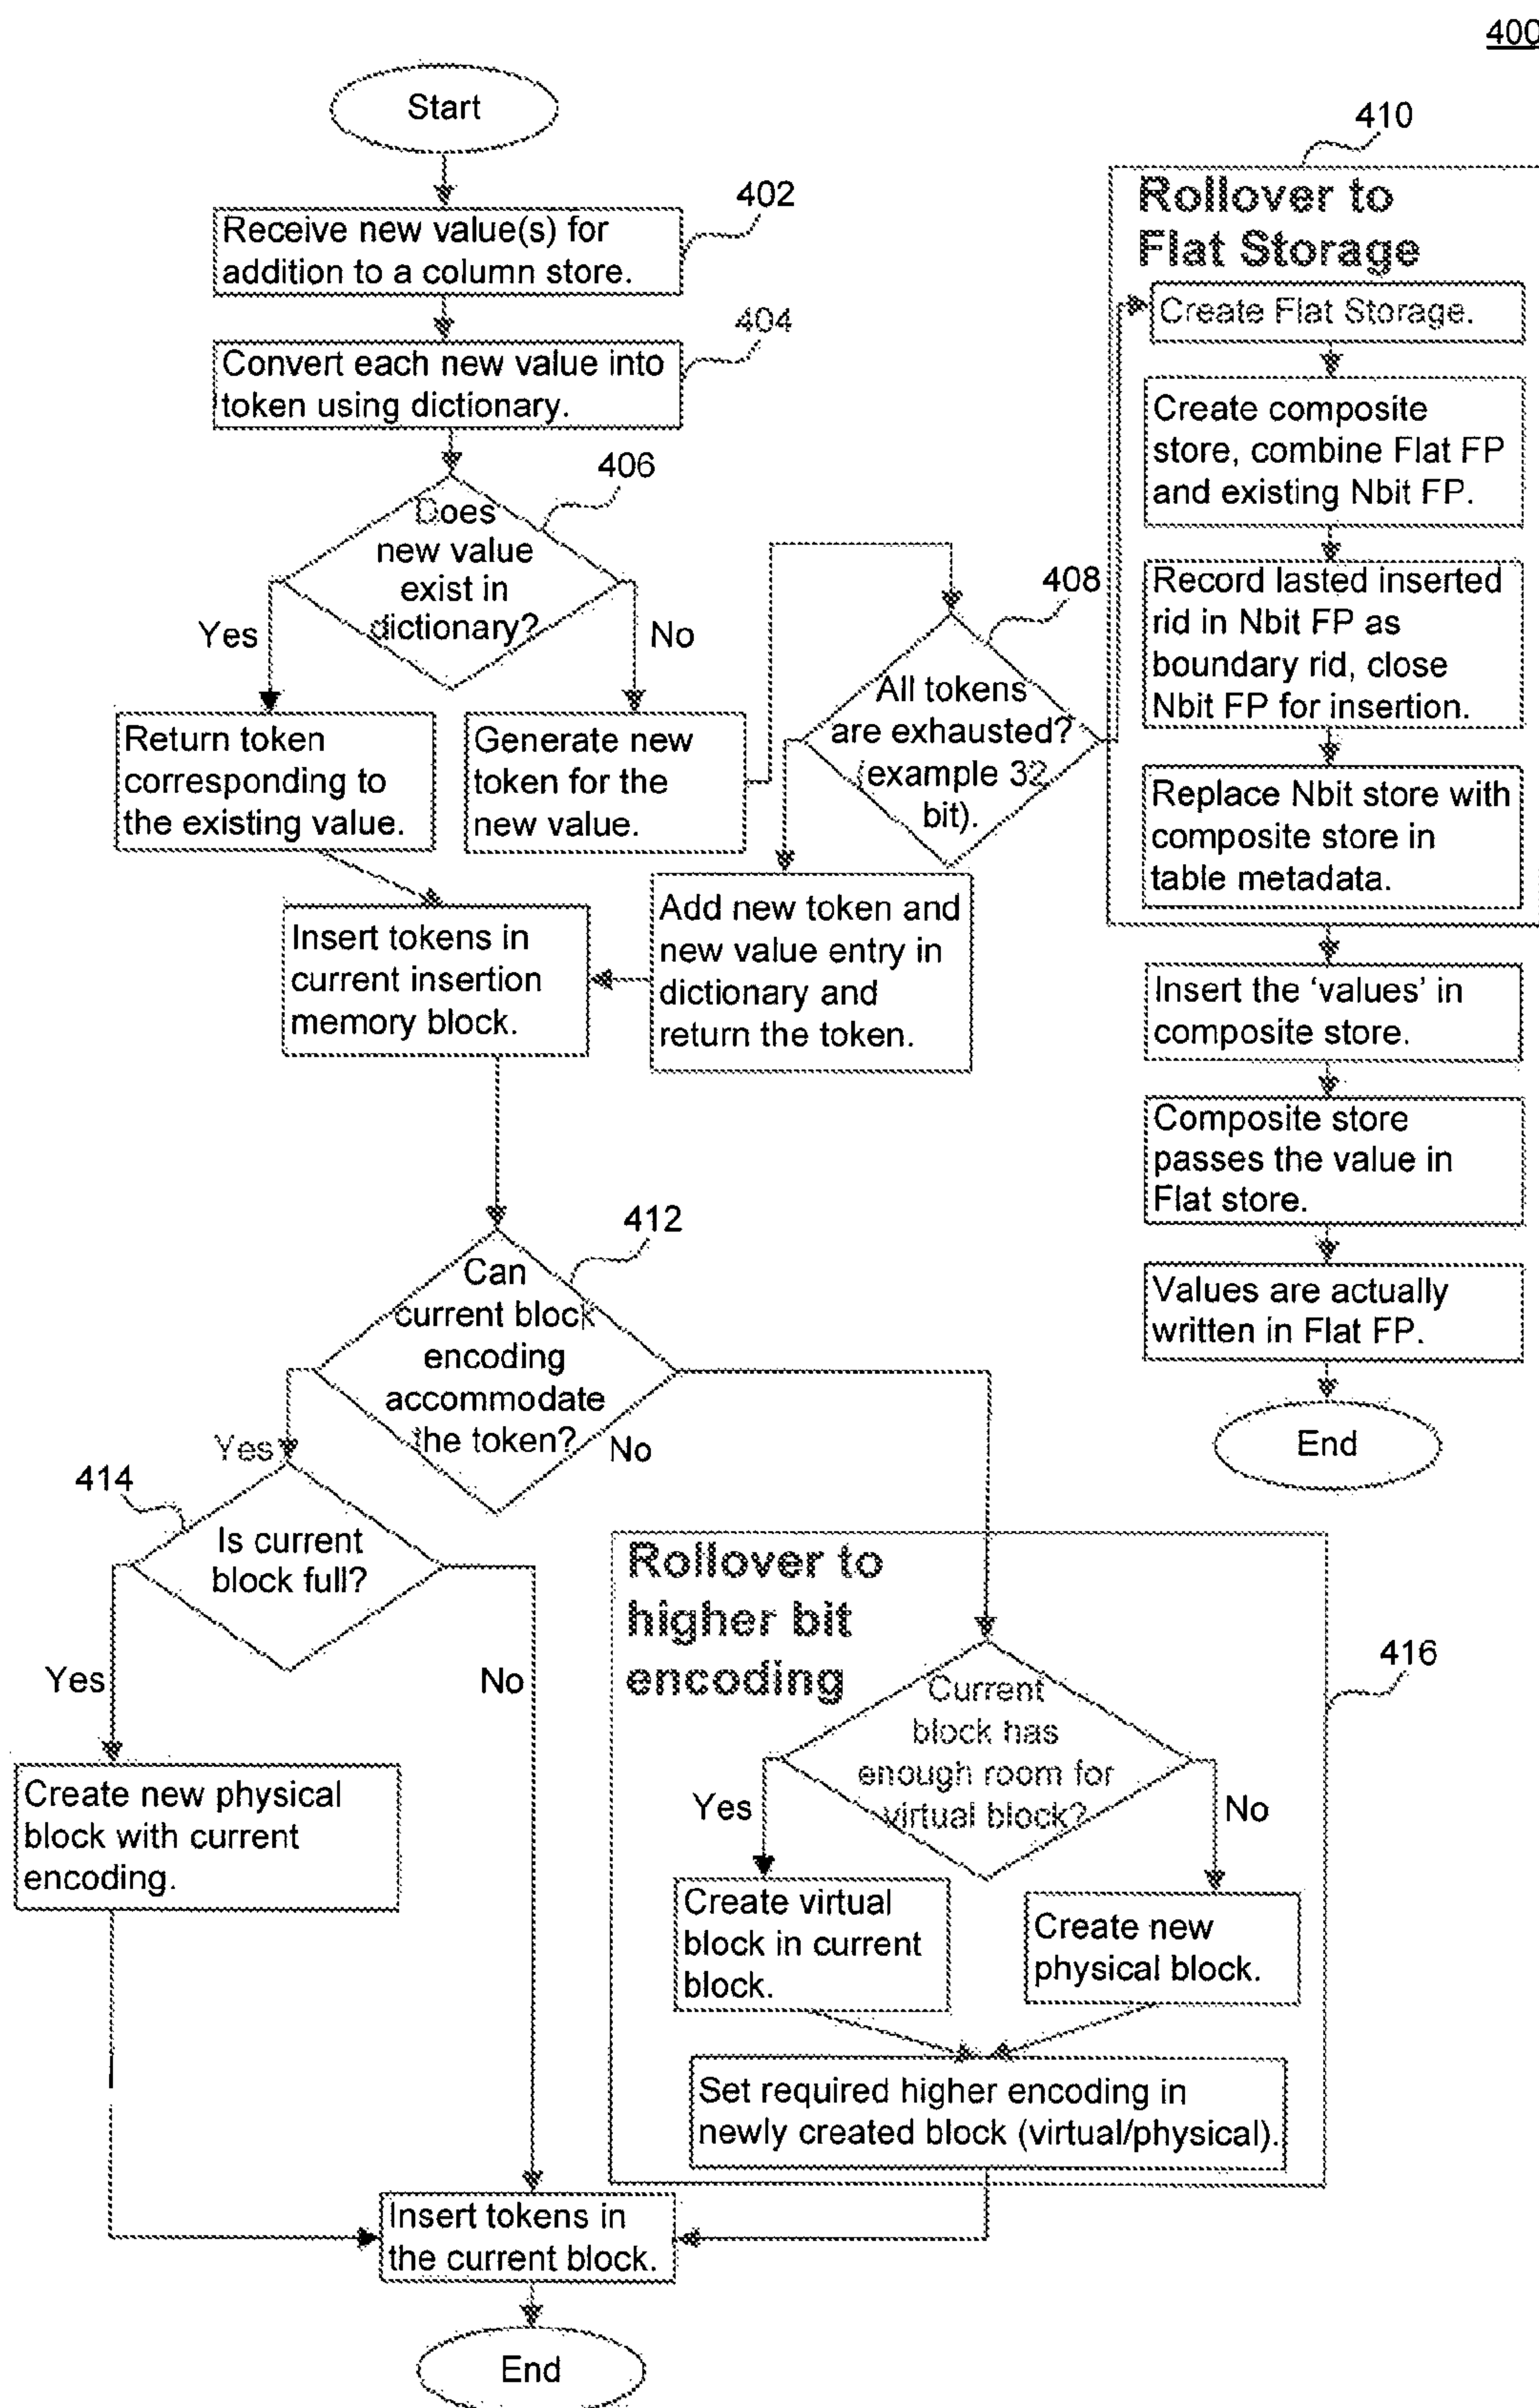 400
Start
402
Receive new value(s) for
addition to a column store.
404
Convert each new value into
token using dictionary.
406
Does
new value
exist in
dictionary?
Yes
No
Return token
corresponding to
the existing value.
Generate new
token for the
new value.
408
All tokens
are exhausted?
(example 32
bit).
Insert tokens in
current insertion
memory block.
Add new token and
new value entry in
dictionary and
return the token.
410
Rollover to
Flat Storage
Create Flat Storage.
Create composite
store, combine Flat FP
and existing Nbit FP.
Record lasted inserted
rid in Nbit FP as
boundary rid, close
Nbit FP for insertion.
Replace Nbit store with
composite store in
table metadata.
Insert the ‘values’ in
composite store.
Composite store
passes the value in
Flat store.
Values are actually
written in Flat FP.
End
412
Can
current block
encoding
accommodate
the token?
Yes
No
414
Is current
block full?
Yes
No
Create new physical
block with current
encoding.
Rollover to
higher bit
encoding
416
Current
block has
enough room for
virtual block?
Yes
No
Create virtual
block in current
block.
Create new
physical block.
Set required higher encoding in
newly created block (virtual/physical).
Insert tokens in
the current block.
End